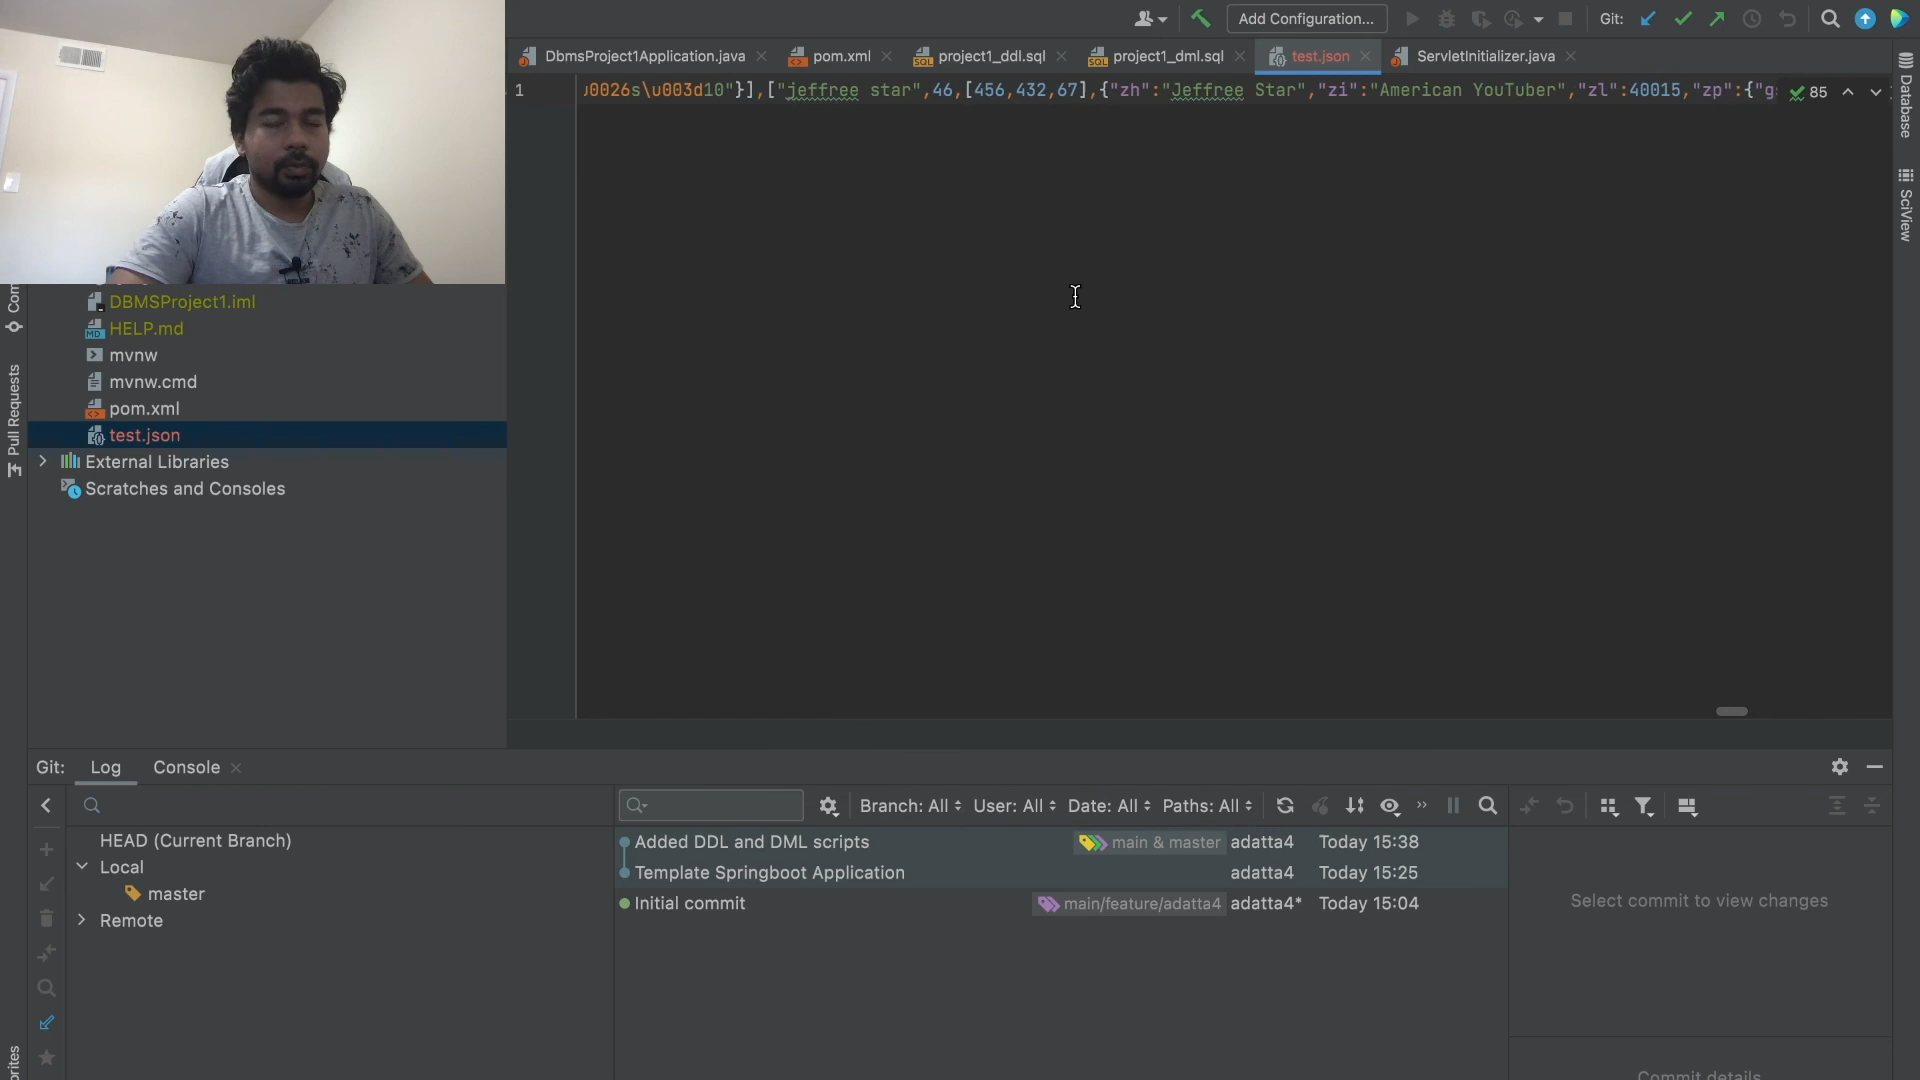 Add Configuration...
Git:
DbmsProject1Application.java
pom.xml
project1_ddl.sql
project1_dml.sql
test.json
ServletInitializer.java
1
u0026s\u003d10"}],["jeffree star",46,[456,432,67],{"zh":"Jeffree Star","zi":"American YouTuber","zl":40015,"zp":{"g
85
Database
SciView
Com
Pull Requests
DBMSProject1.iml
HELP.md
mvnw
mvnw.cmd
pom.xml
test.json
External Libraries
Scratches and Consoles
Git:
Log
Console
Branch: All
User: All
Date: All
Paths: All
HEAD (Current Branch)
Local
master
Remote
Added DDL and DML scripts
main & master
adatta4
Today 15:38
Template Springboot Application
adatta4
Today 15:25
Initial commit
main/feature/adatta4
adatta4*
Today 15:04
Select commit to view changes
Commit details
orites